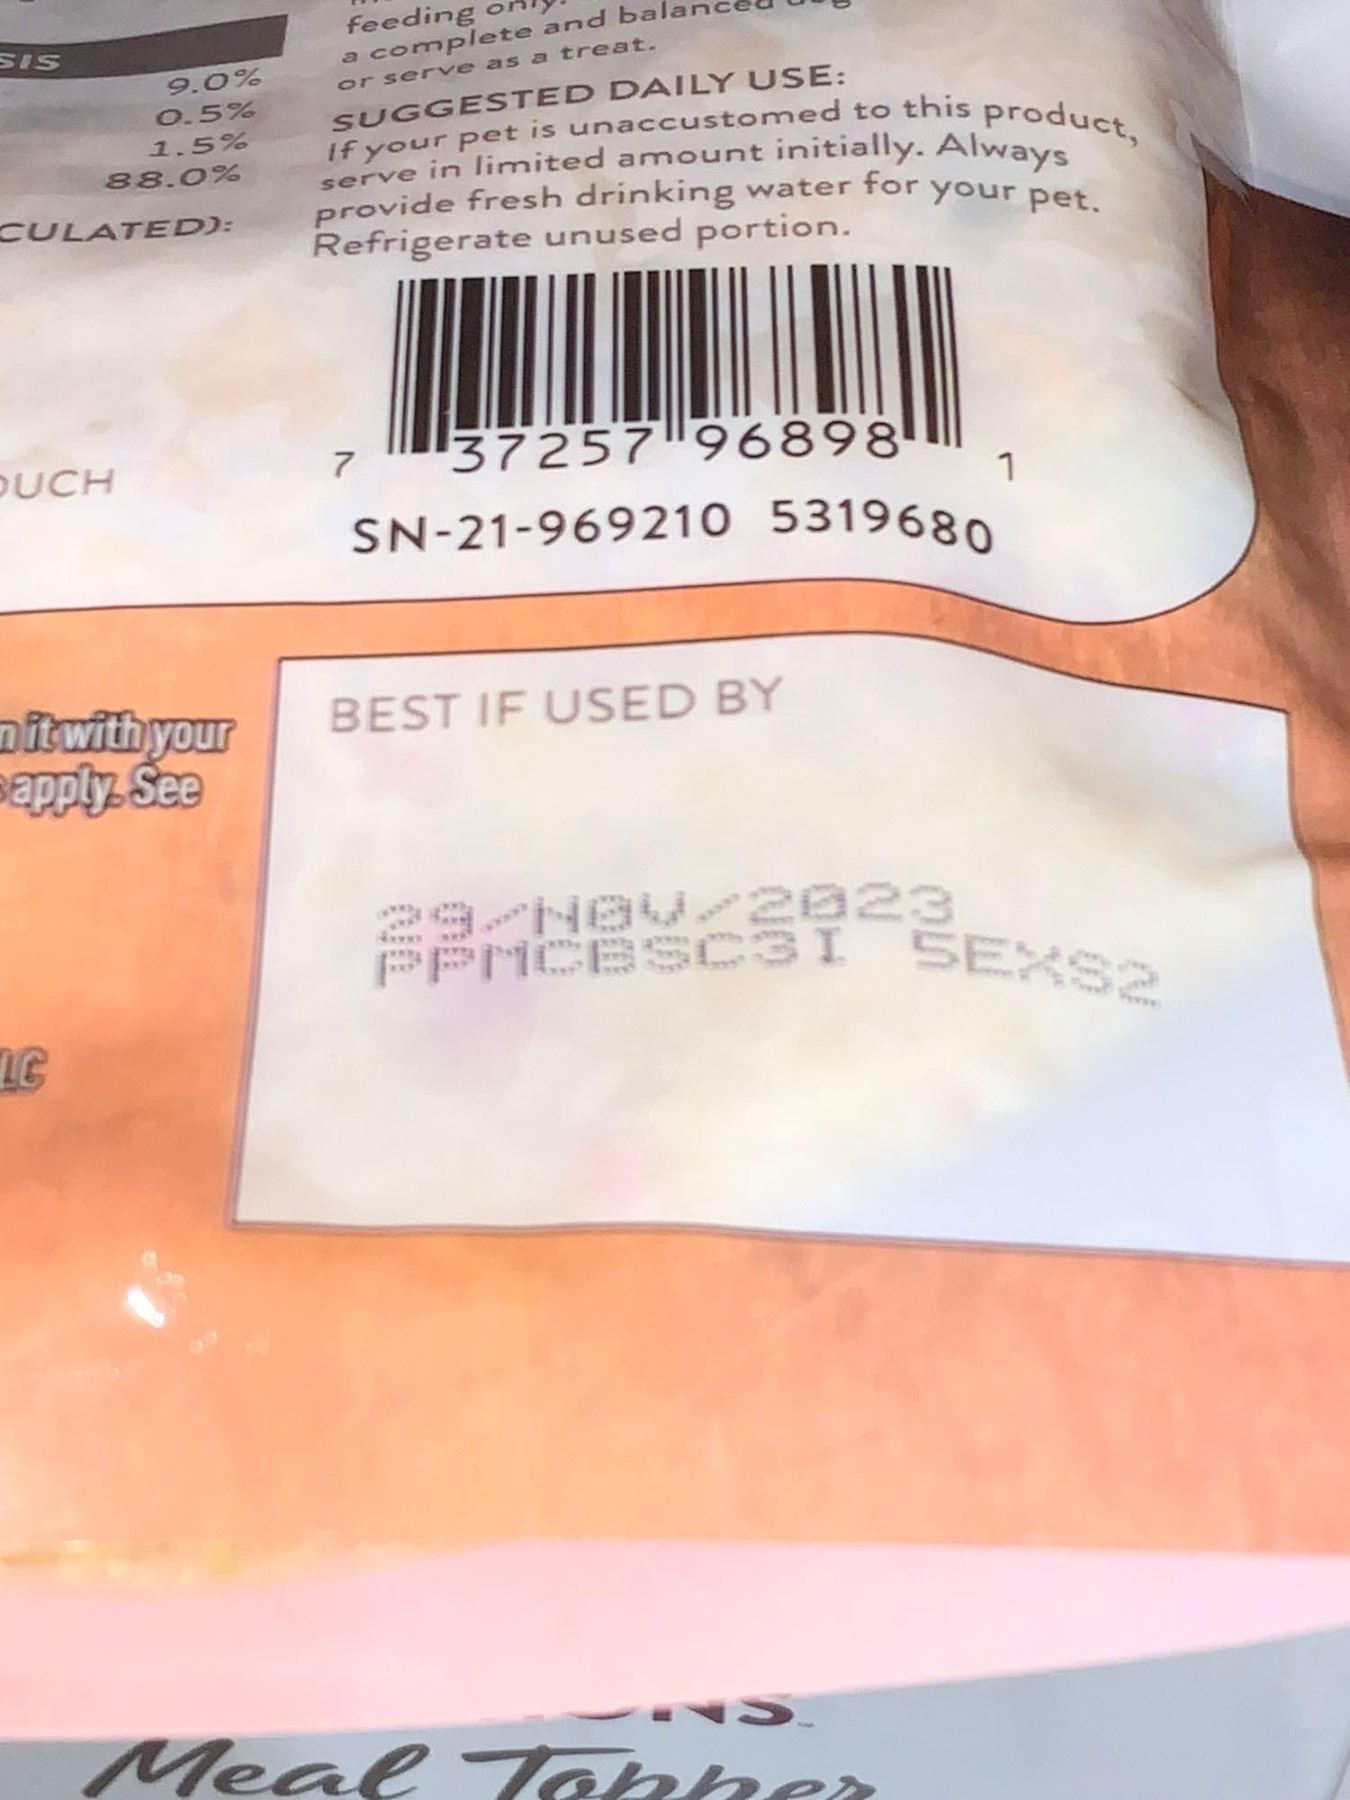 feeding only.
a complete and balanced dog
or serve as a treat.
SIS
9.0%
0.5%
1.5%
88.0%
CULATED):
SUGGESTED DAILY USE:
If your pet is unaccustomed to this product,
serve in limited amount initially. Always
provide fresh drinking water for your pet.
Refrigerate unused portion.
7 37257 96898 1
OUCH
SN-21-969210 5319680
n it with your
apply. See
LC
BEST IF USED BY
29/NOV/2023
PPMCBSC3I 5EXS2
ONS
Meal Topper